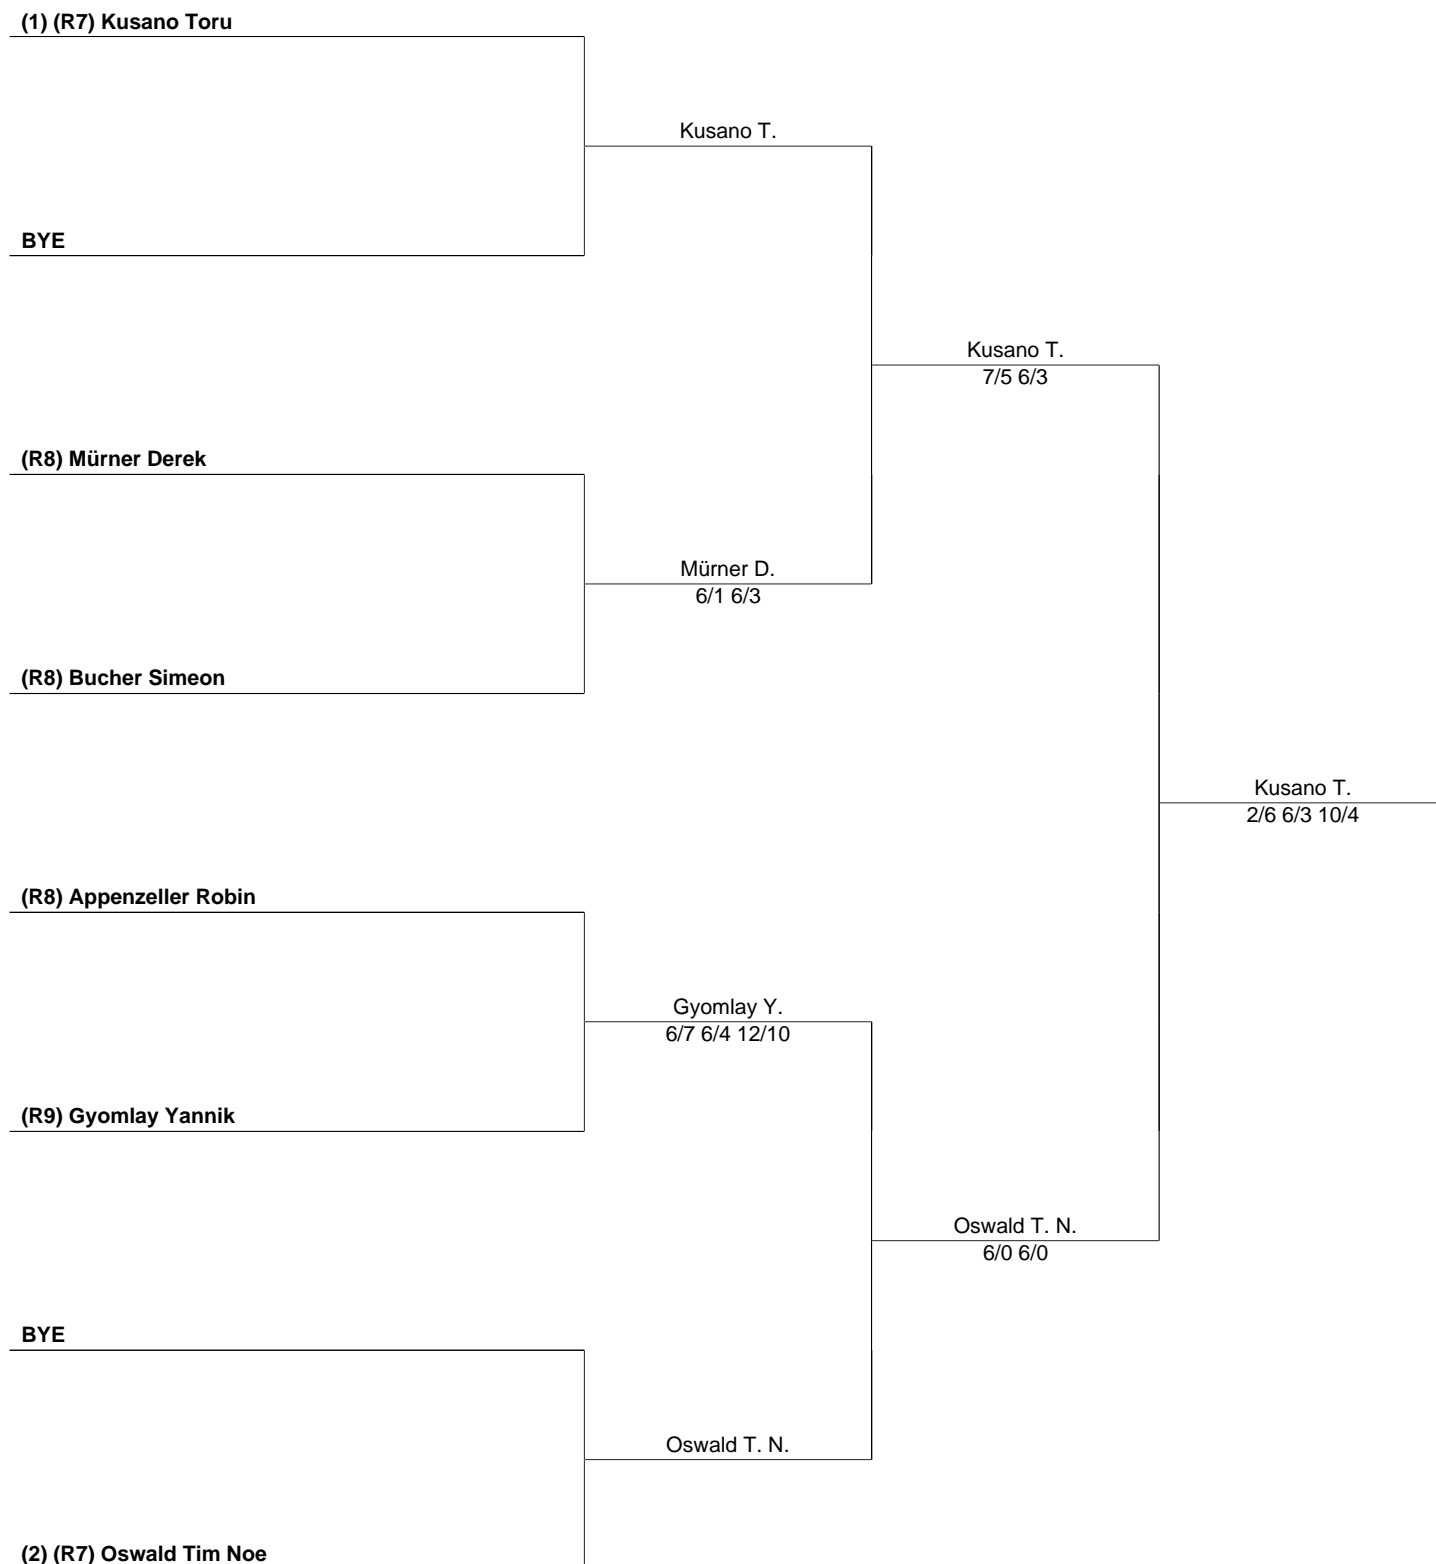 (1) (R7) Kusano Toru
Kusano T.
BYE
Kusano T.
7/5 6/3
(R8) Mürner Derek
Mürner D.
6/1 6/3
(R8) Bucher Simeon
Kusano T.
2/6 6/3 10/4
(R8) Appenzeller Robin
Gyomlay Y.
6/7 6/4 12/10
(R9) Gyomlay Yannik
Oswald T. N.
6/0 6/0
BYE
Oswald T. N.
(2) (R7) Oswald Tim Noe